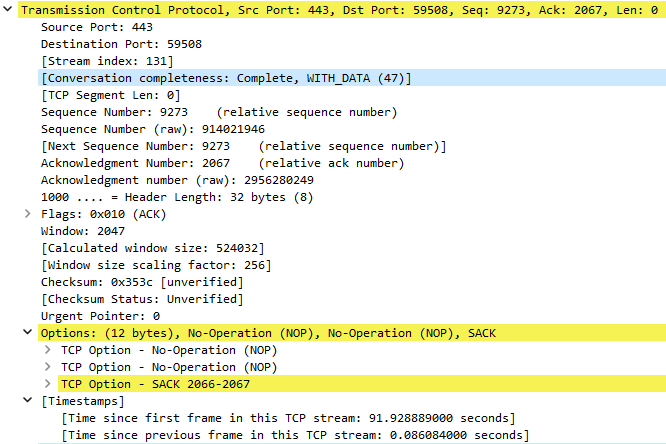 Transmission Control Protocol, Src Port: 443, Dst Port: 59508, Seq: 9273, Ack: 2067, Len: 0
Source Port: 443
Destination Port: 59508
[Stream index: 131]
[Conversation completeness: Complete, WITH_DATA (47)]
[TCP Segment Len: 0]
Sequence Number: 9273    (relative sequence number)
Sequence Number (raw): 914021946
[Next Sequence Number: 9273    (relative sequence number)]
Acknowledgment Number: 2067    (relative ack number)
Acknowledgment number (raw): 2956280249
1000 .... = Header Length: 32 bytes (8)
Flags: 0x010 (ACK)
Window: 2047
[Calculated window size: 524032]
[Window size scaling factor: 256]
Checksum: 0x353c [unverified]
[Checksum Status: Unverified]
Urgent Pointer: 0
Options: (12 bytes), No-Operation (NOP), No-Operation (NOP), SACK
TCP Option - No-Operation (NOP)
TCP Option - No-Operation (NOP)
TCP Option - SACK 2066-2067
[Timestamps]
[Time since first frame in this TCP stream: 91.928889000 seconds]
[Time since previous frame in this TCP stream: 0.086084000 seconds]